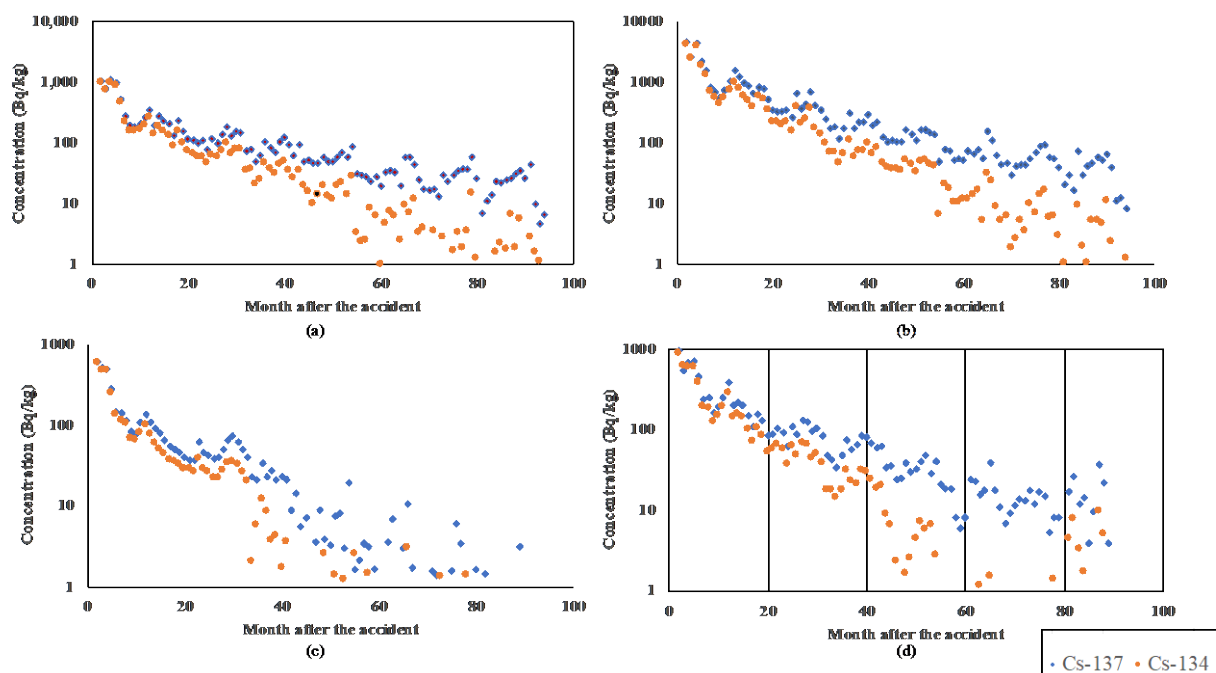 10,000
1,000
100
10
1
Concentration (Bq/kg)
0 20 40 60 80 100
Month after the accident
(a)
10000
1000
100
10
1
Concentration (Bq/kg)
0 20 40 60 80 100
Month after the accident
(b)
1000
100
10
1
Concentration (Bq/kg)
0 20 40 60 80 100
Month after the accident
(c)
1000
100
10
1
Concentration (Bq/kg)
0 20 40 60 80 100
Month after the accident
(d)
Cs-137 Cs-134